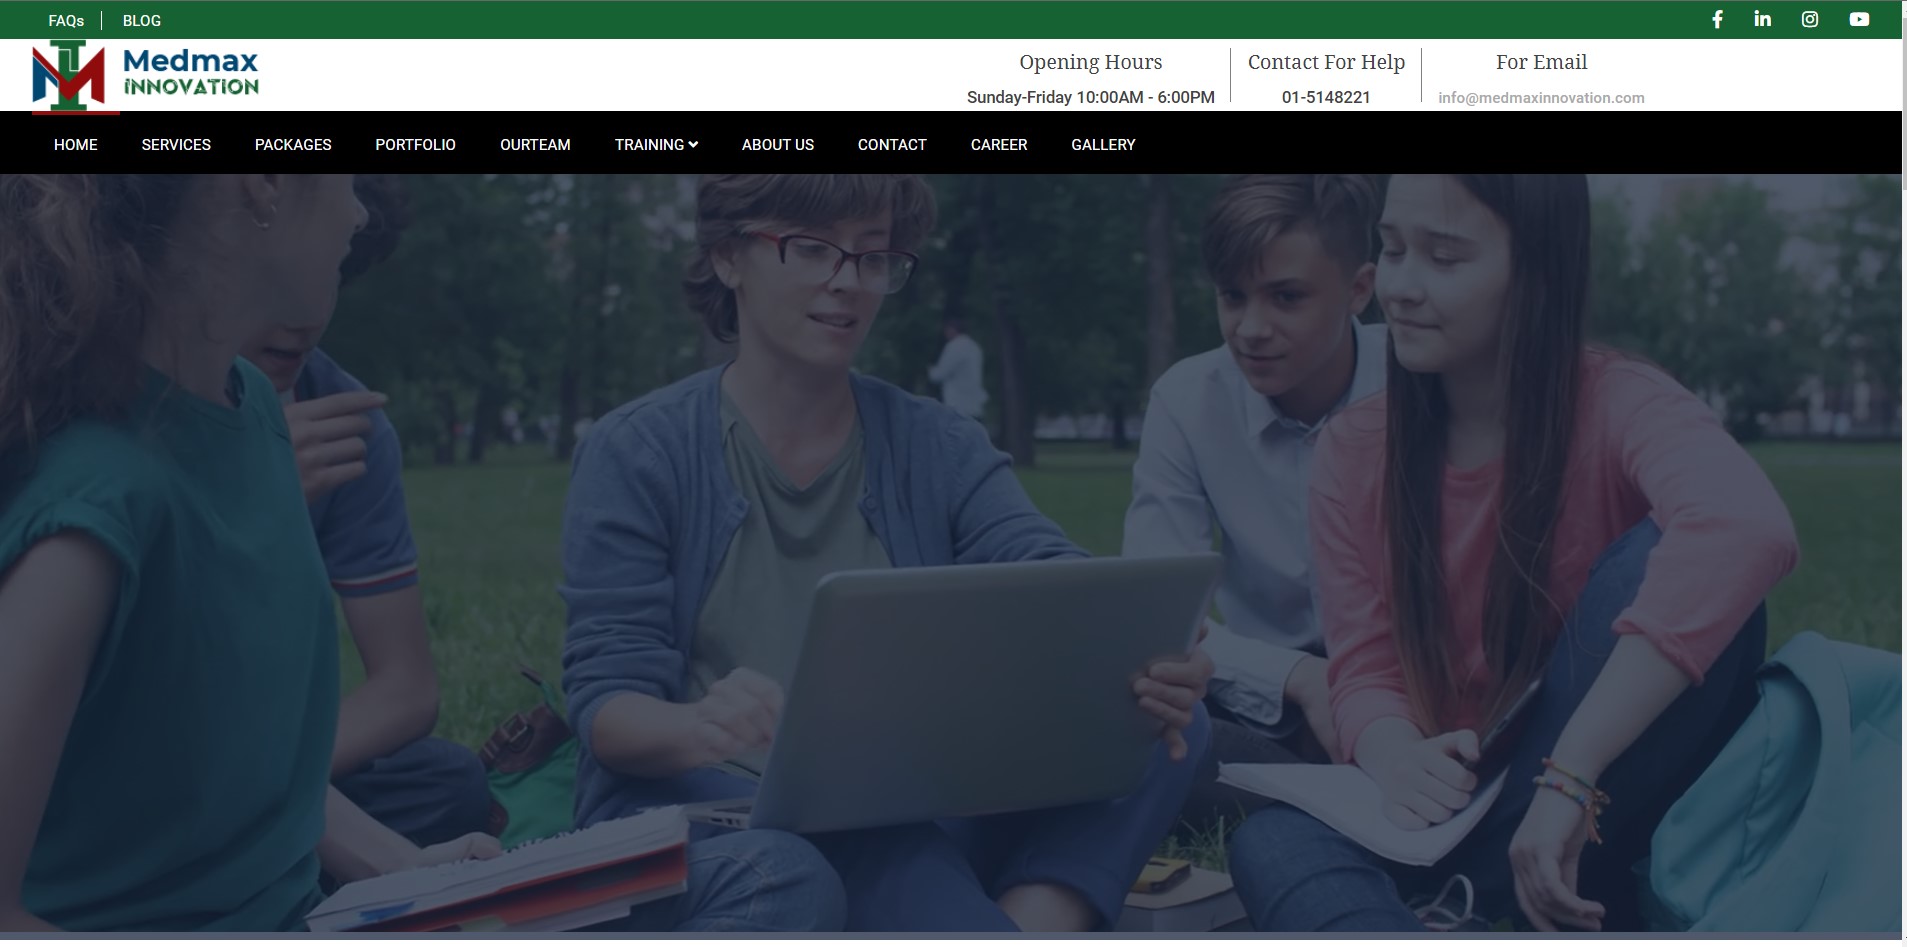 FAQs
BLOG
Medmax
iNNOVATION
Opening Hours
Sunday-Friday 10:00AM - 6:00PM
Contact For Help
01-5148221
For Email
info@medmaxinnovation.com
HOME
SERVICES
PACKAGES
PORTFOLIO
OURTEAM
TRAINING
ABOUT US
CONTACT
CAREER
GALLERY